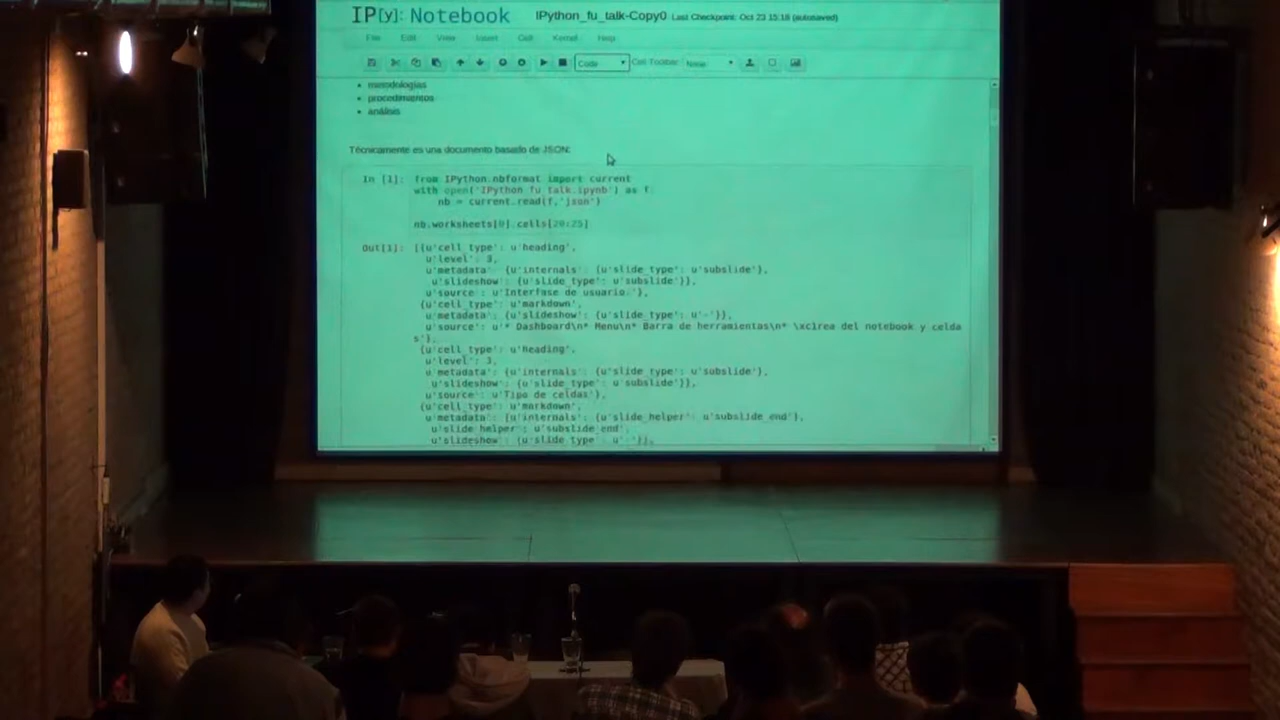 IP[y]: Notebook IPython_fu_talk-Copy0 Last Checkpoint: Oct 23 15:18 (autosaved)
File Edit View Insert Cell Kernel Help
Code Cell Toolbar: None
• metodologías
• procedimientos
• análisis
Técnicamente es una documento basado de JSON:
In [1]: from IPython.nbformat import current
with open('IPython_fu_talk.ipynb') as f:
nb = current.read(f,'json')
nb.worksheets[0].cells[20:25]
Out[1]: [{u'cell_type': u'heading',
u'level': 3,
u'metadata': {u'internals': {u'slide_type': u'subslide'},
u'slideshow': {u'slide_type': u'subslide'}},
u'source': u'Interfase de usuario:'},
{u'cell_type': u'markdown',
u'metadata': {u'slideshow': {u'slide_type': u'-'}},
u'source': u'* Dashboard\n* Menu\n* Barra de herramientas\n* \xc1rea del notebook y celda
s'},
{u'cell_type': u'heading',
u'level': 3,
u'metadata': {u'internals': {u'slide_type': u'subslide'},
u'slideshow': {u'slide_type': u'subslide'}},
u'source': u'Tipo de celdas'},
{u'cell_type': u'markdown',
u'metadata': {u'internals': {u'slide_helper': u'subslide_end'},
u'slide_helper': u'subslide_end',
u'slideshow': {u'slide_type': u'-'}},